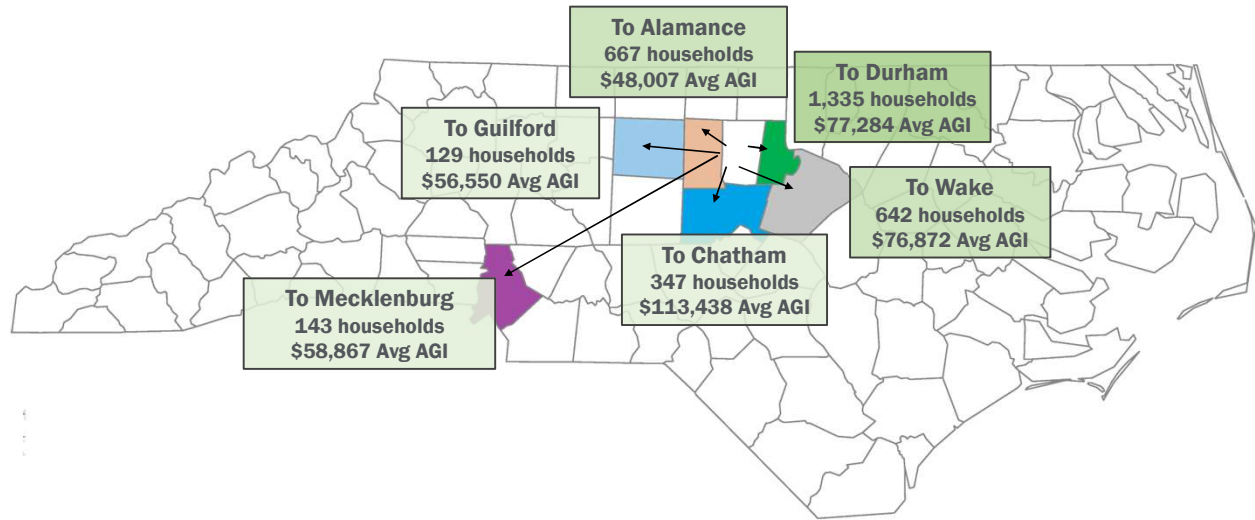 To Alamance
667 households
$48,007 Avg AGI
To Durham
1,335 households
$77,284 Avg AGI
To Guilford
129 households
$56,550 Avg AGI
To Wake
642 households
$76,872 Avg AGI
To Chatham
347 households
$113,438 Avg AGI
To Mecklenburg
143 households
$58,867 Avg AGI